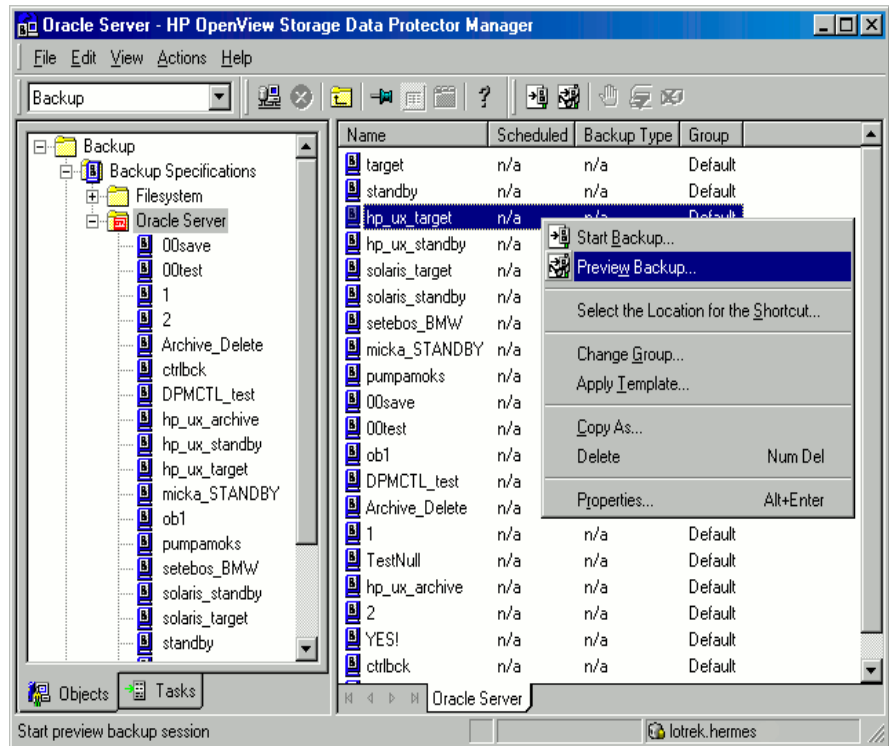 Oracle Server - HP OpenView Storage Data Protector Manager
File Edit View Actions Help
Backup
Backup
Backup Specifications
Filesystem
Oracle Server
00save
00test
1
2
Archive_Delete
ctrlbck
DPMCTL_test
hp_ux_archive
hp_ux_standby
hp_ux_target
micka_STANDBY
ob1
pumpamoks
setebos_BMW
solaris_standby
solaris_target
standby
Objects Tasks
Name Scheduled Backup Type Group
target n/a n/a Default
standby n/a n/a Default
hp_ux_target n/a n/a Default
hp_ux_standby n/a
solaris_target n/a
solaris_standby n/a
setebos_BMW n/a
micka_STANDBY n/a
pumpamoks n/a
00save n/a
00test n/a
ob1 n/a
DPMCTL_test n/a
Archive_Delete n/a
1 n/a n/a Default
TestNull n/a n/a Default
hp_ux_archive n/a n/a Default
2 n/a n/a Default
YES! n/a n/a Default
ctrlbck n/a n/a Default
Start Backup...
Preview Backup...
Select the Location for the Shortcut...
Change Group...
Apply Template...
Copy As...
Delete Num Del
Properties... Alt+Enter
Oracle Server
Start preview backup session
lotrek.hermes